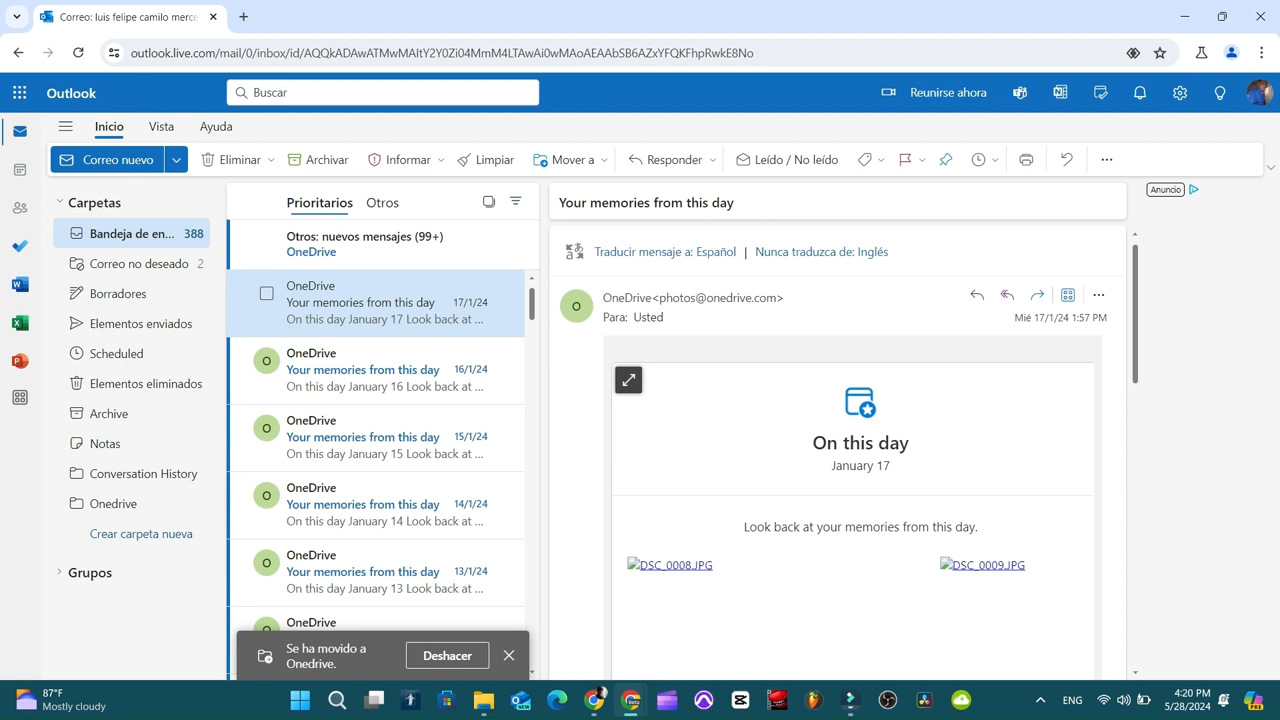 Correo: luis felipe camilo merce
outlook.live.com/mail/0/inbox/id/AQQkADAwATMwMAItY2Y0Zi04MmM4LTAwAi0wMAoAEAAbSB6AZxYFQKFhpRwkE8No
Outlook
Buscar
Reunirse ahora
Inicio
Vista
Ayuda
Correo nuevo
Eliminar
Archivar
Informar
Limpiar
Mover a
Responder
Leído / No leído
Carpetas
Bandeja de en... 388
Correo no deseado 2
Borradores
Elementos enviados
Scheduled
Elementos eliminados
Archive
Notas
Conversation History
Onedrive
Crear carpeta nueva
Grupos
Prioritarios
Otros
Otros: nuevos mensajes (99+)
OneDrive
OneDrive
Your memories from this day 17/1/24
On this day January 17 Look back at ...
O
OneDrive
Your memories from this day 16/1/24
On this day January 16 Look back at ...
O
OneDrive
Your memories from this day 15/1/24
On this day January 15 Look back at ...
O
OneDrive
Your memories from this day 14/1/24
On this day January 14 Look back at ...
O
OneDrive
Your memories from this day 13/1/24
On this day January 13 Look back at ...
O
OneDrive
Se ha movido a
Onedrive.
Deshacer
Your memories from this day
Anuncio
Traducir mensaje a: Español | Nunca traduzca de: Inglés
O
OneDrive<photos@onedrive.com>
Para: Usted
Mié 17/1/24 1:57 PM
On this day
January 17
Look back at your memories from this day.
DSC_0008.JPG
DSC_0009.JPG
87°F
Mostly cloudy
ENG
4:20 PM
5/28/2024